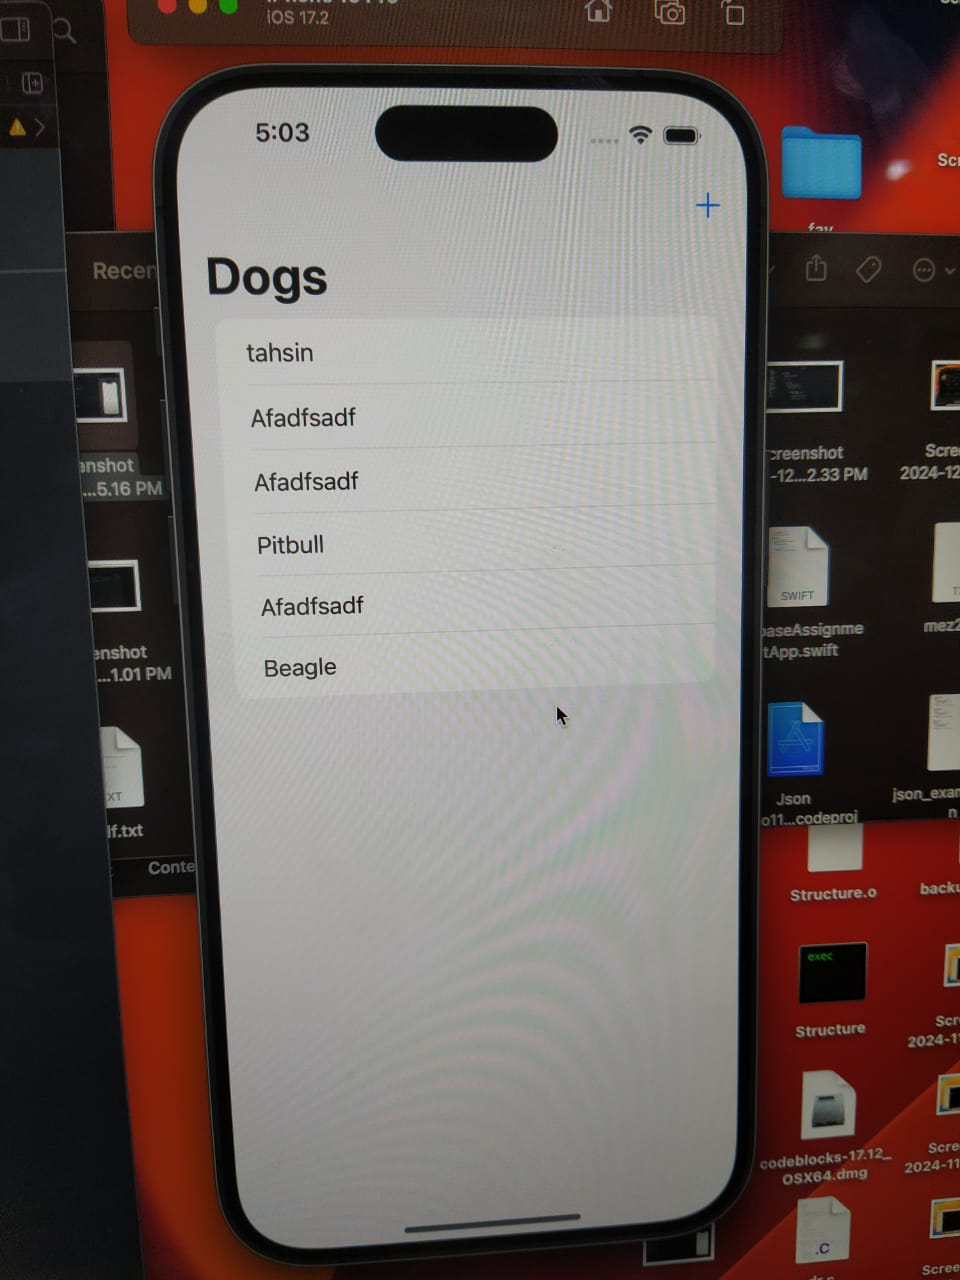 iOS 17.2
5:03
Dogs
tahsin
Afadfsadf
Afadfsadf
Pitbull
Afadfsadf
Beagle
Recen
enshot
...5.16 PM
enshot
...1.01 PM
XT
lf.txt
Conte
fav
Scr
creenshot
-12...2.33 PM
Scre
2024-12
SWIFT
baseAssignme
tApp.swift
mez2
Json
o11...codeproj
json_exam
n
Structure.o
backu
exec
Structure
Scr
2024-11
codeblocks-17.12_
OSX64.dmg
Scre
2024-11
.C
Scree